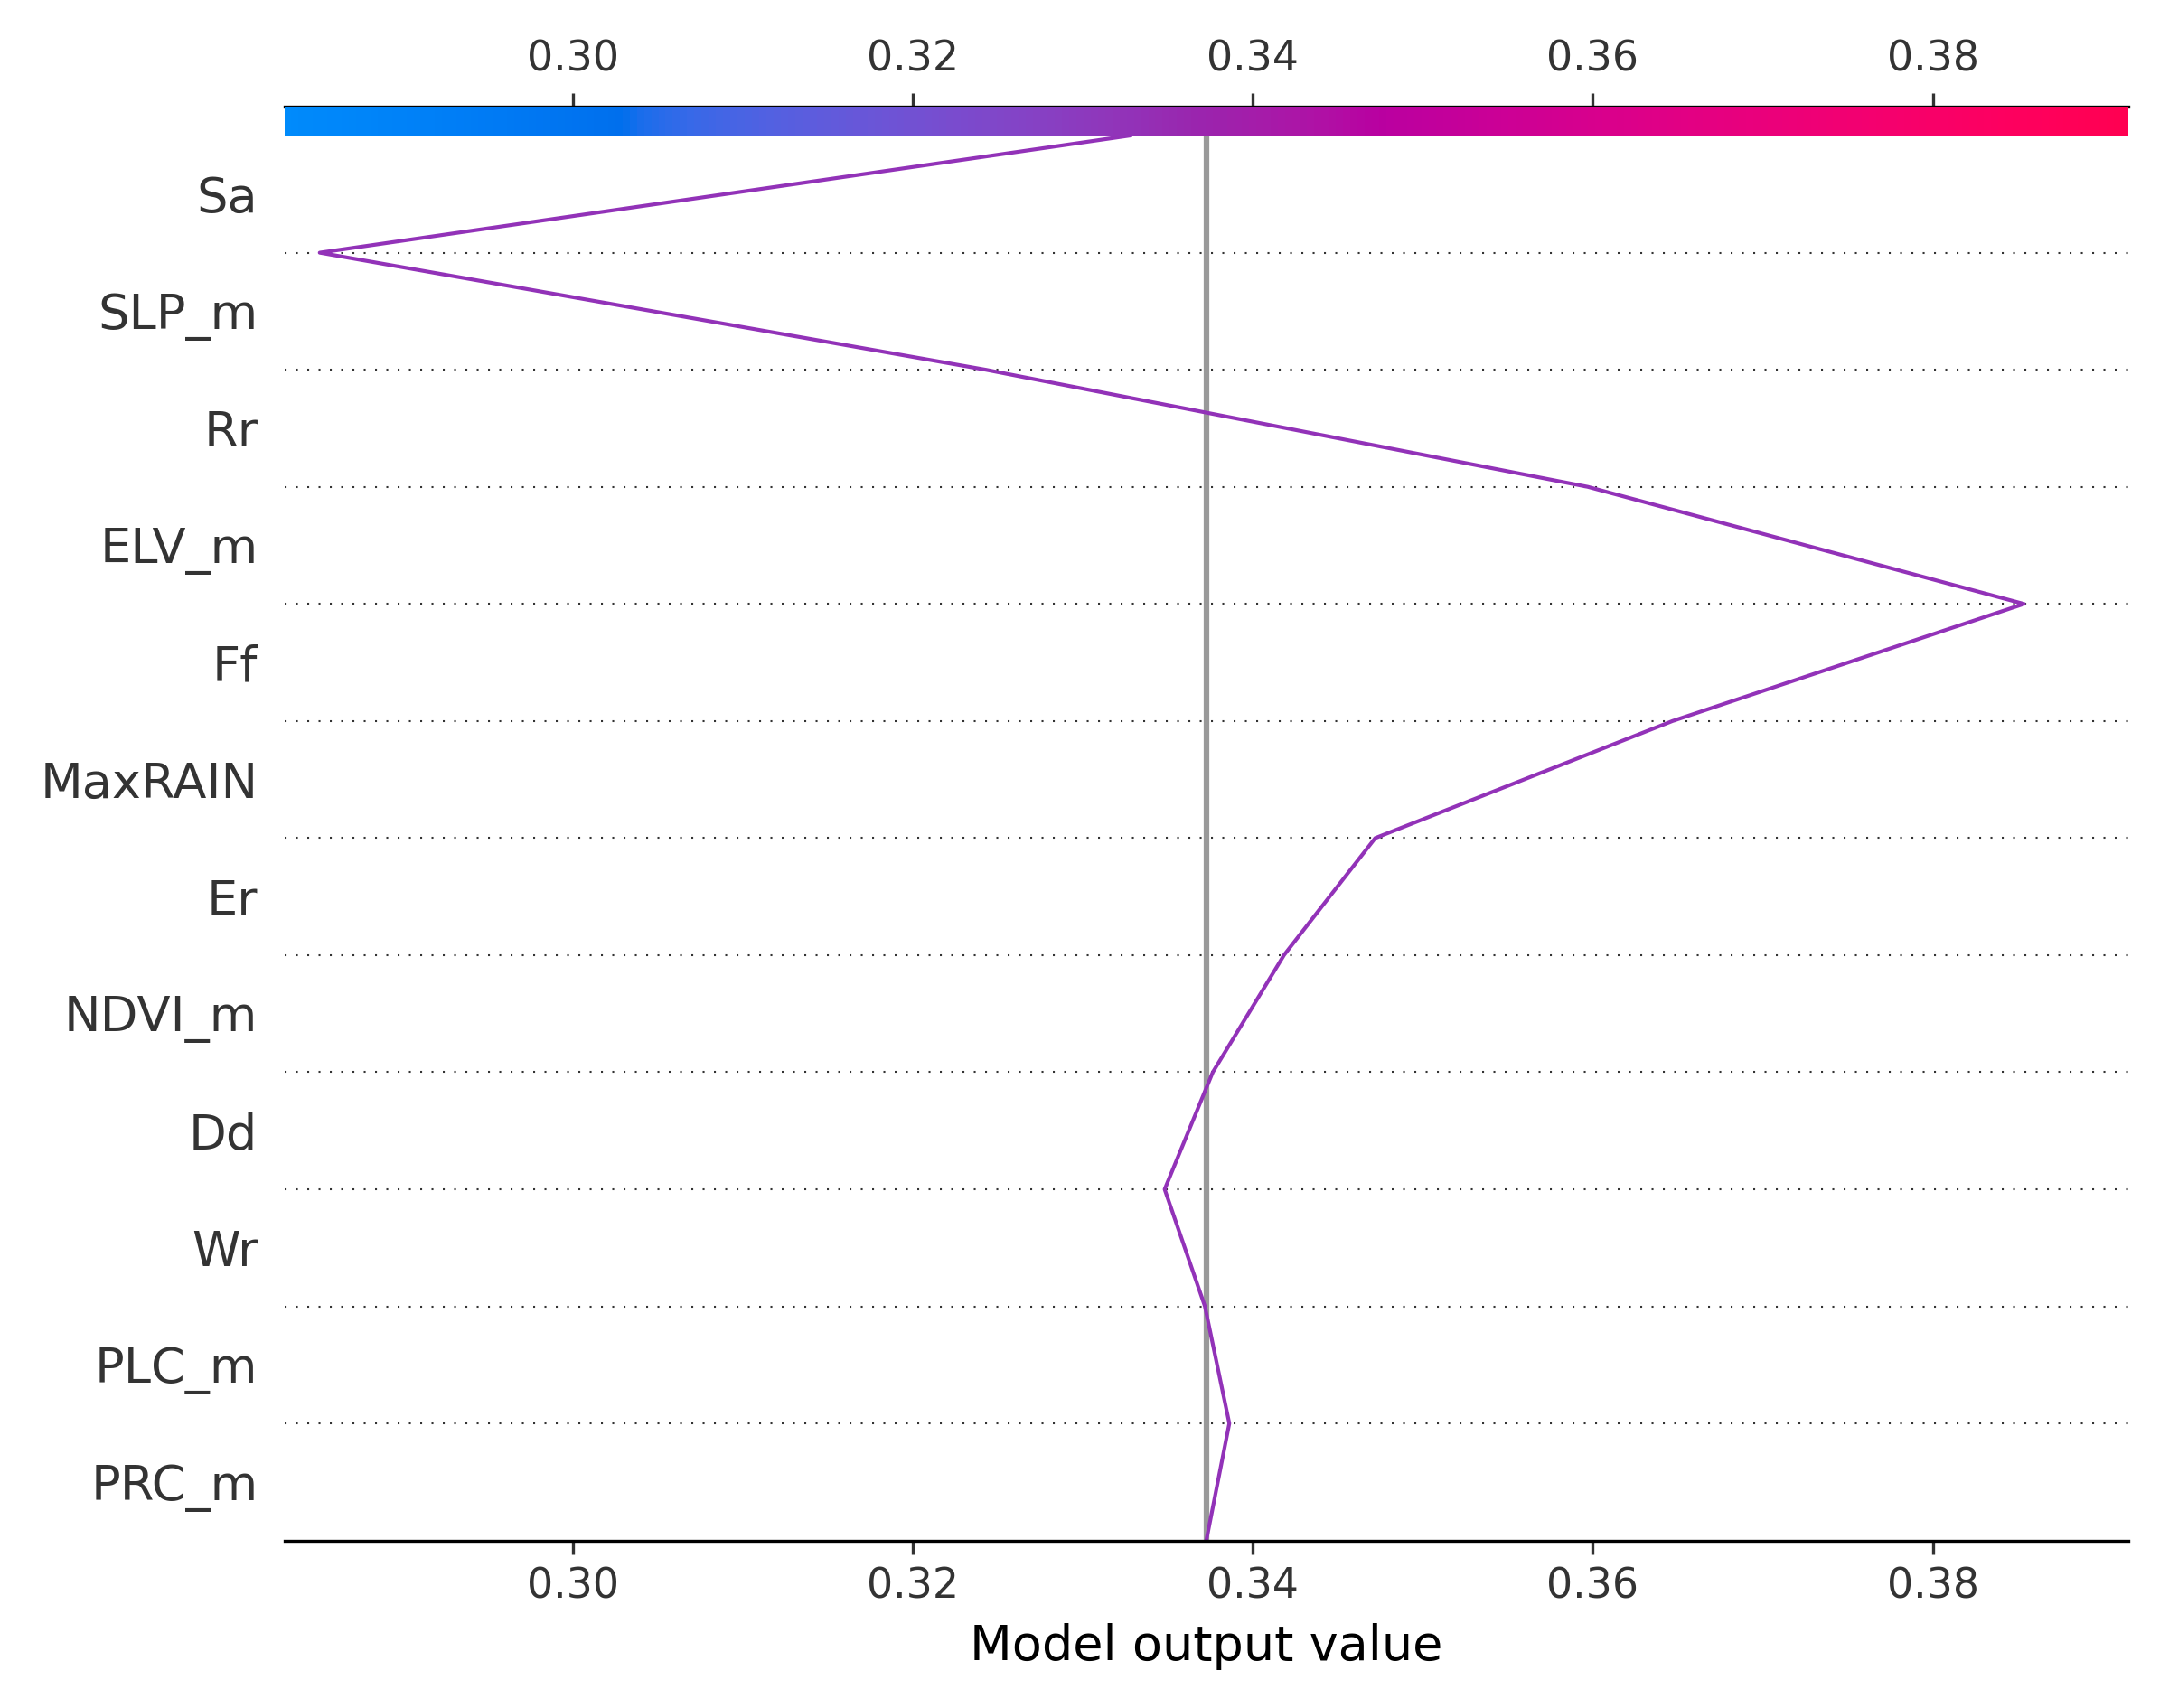 0.30 0.32 0.34 0.36 0.38
Sa
SLP_m
Rr
ELV_m
Ff
MaxRAIN
Er
NDVI_m
Dd
Wr
PLC_m
PRC_m
0.30 0.32 0.34 0.36 0.38
Model output value